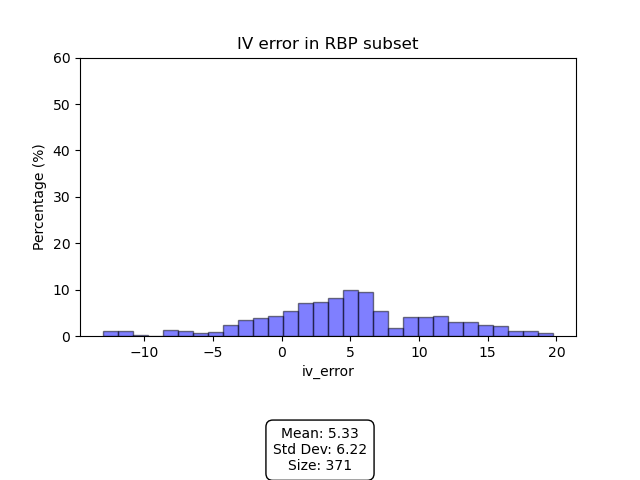 IV error in RBP subset
60
50
40
30
20
10
0
Percentage (%)
−10
−5
0
5
10
15
20
iv_error
Mean: 5.33
Std Dev: 6.22
Size: 371